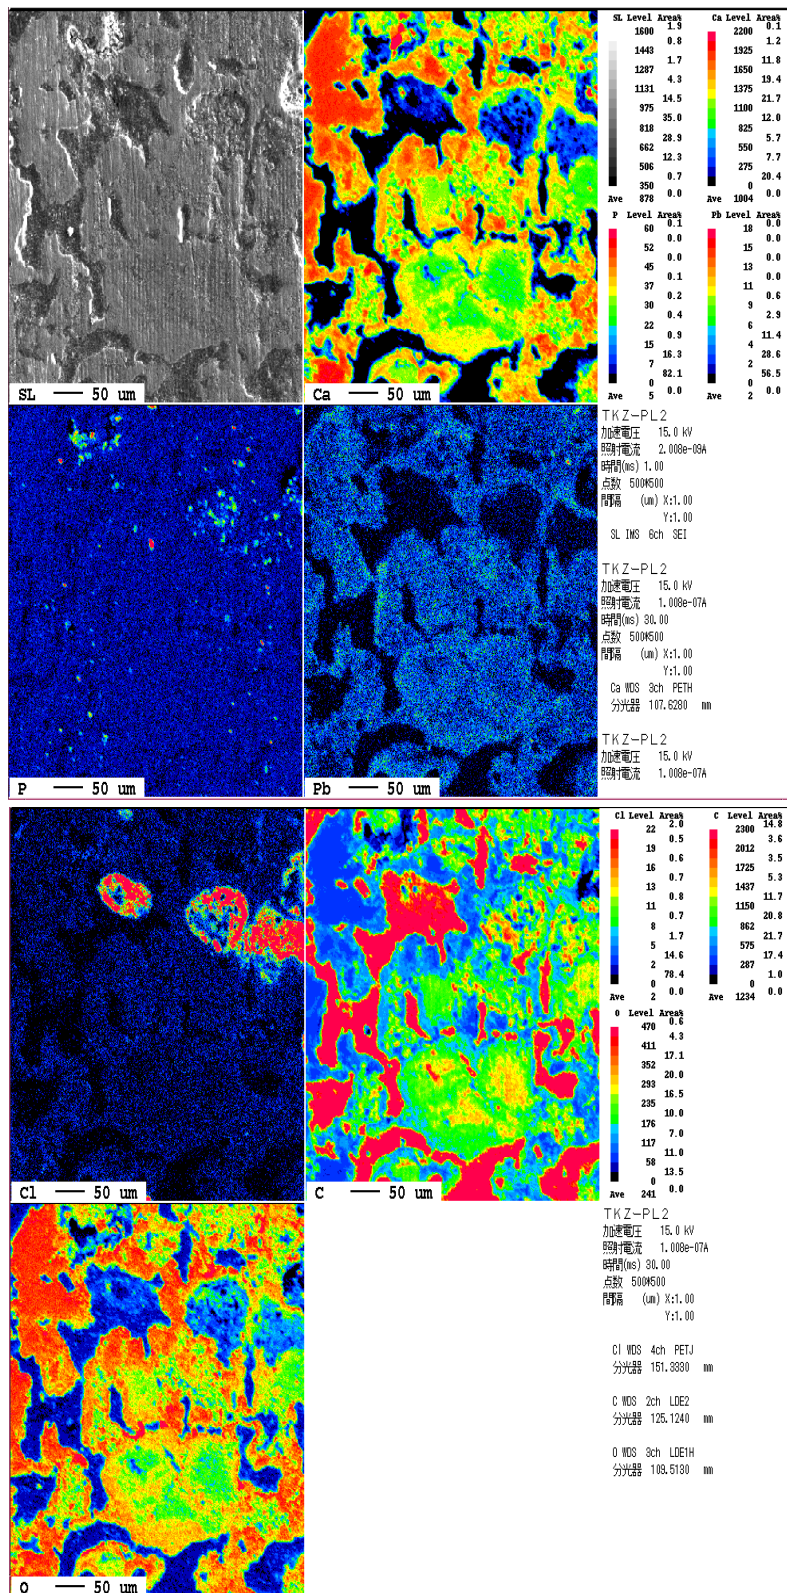 SL Level Area%
1.9
1600
0.8
1443
1.7
1287
4.3
1131
14.5
975
35.0
818
28.9
662
12.3
506
0.7
350
0.0
Ave 878
Ca Level Area%
0.1
2200
1.2
1925
11.8
1650
19.4
1375
21.7
1100
12.0
825
5.7
550
7.7
275
20.4
0
0.0
Ave 1004
P Level Area%
0.1
60
0.0
52
0.0
45
0.1
37
0.2
30
0.4
22
0.9
15
16.3
7
82.1
0
0.0
Ave 5
Pb Level Area%
0.0
18
0.0
15
0.0
13
0.0
11
0.6
9
2.9
6
11.4
4
28.6
2
56.5
0
0.0
Ave 2
SL 50 um
Ca 50 um
TKZ-PL2
加速電圧 15.0 kV
照射電流 2.008e-09A
時間(ms) 1.00
点数 500*500
間隔 (um) X:1.00
Y:1.00
SL IMS 6ch SEI
TKZ-PL2
加速電圧 15.0 kV
照射電流 1.008e-07A
時間(ms) 30.00
点数 500*500
間隔 (um) X:1.00
Y:1.00
Ca WDS 3ch PETH
分光器 107.6280 mm
TKZ-PL2
加速電圧 15.0 kV
照射電流 1.008e-07A
P 50 um
Pb 50 um
Cl Level Area%
2.0
22
0.5
19
0.6
16
0.7
13
0.8
11
0.7
8
1.7
5
14.6
2
78.4
0
0.0
Ave 2
C Level Area%
14.8
2300
3.6
2012
3.5
1725
5.3
1437
11.7
1150
20.8
862
21.7
575
17.4
287
1.0
0
0.0
Ave 1234
O Level Area%
0.6
470
4.3
411
17.1
352
20.0
293
16.5
235
10.0
176
7.0
117
11.0
58
13.5
0
0.0
Ave 241
Cl 50 um
C 50 um
TKZ-PL2
加速電圧 15.0 kV
照射電流 1.008e-07A
時間(ms) 30.00
点数 500*500
間隔 (um) X:1.00
Y:1.00
Cl WDS 4ch PETJ
分光器 151.3330 mm
C WDS 2ch LDE2
分光器 125.1240 mm
O WDS 3ch LDE1H
分光器 109.5130 mm
O 50 um